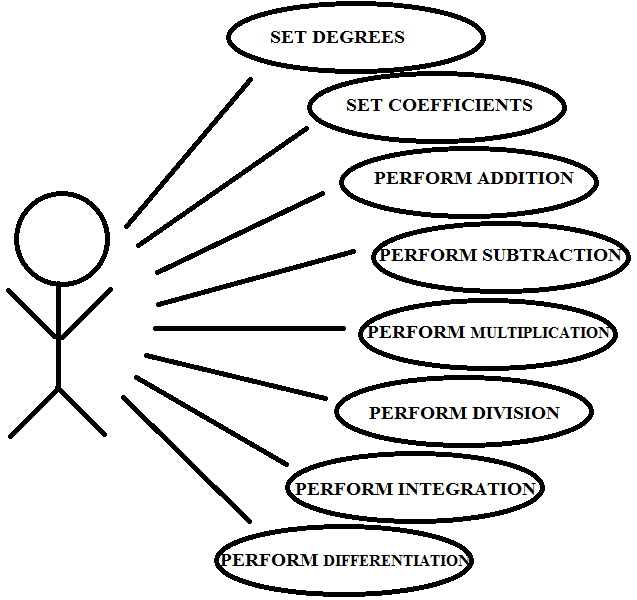 SET DEGREES
SET COEFFICIENTS
PERFORM ADDITION
PERFORM SUBTRACTION
PERFORM MULTIPLICATION
PERFORM DIVISION
PERFORM INTEGRATION
PERFORM DIFFERENTIATION